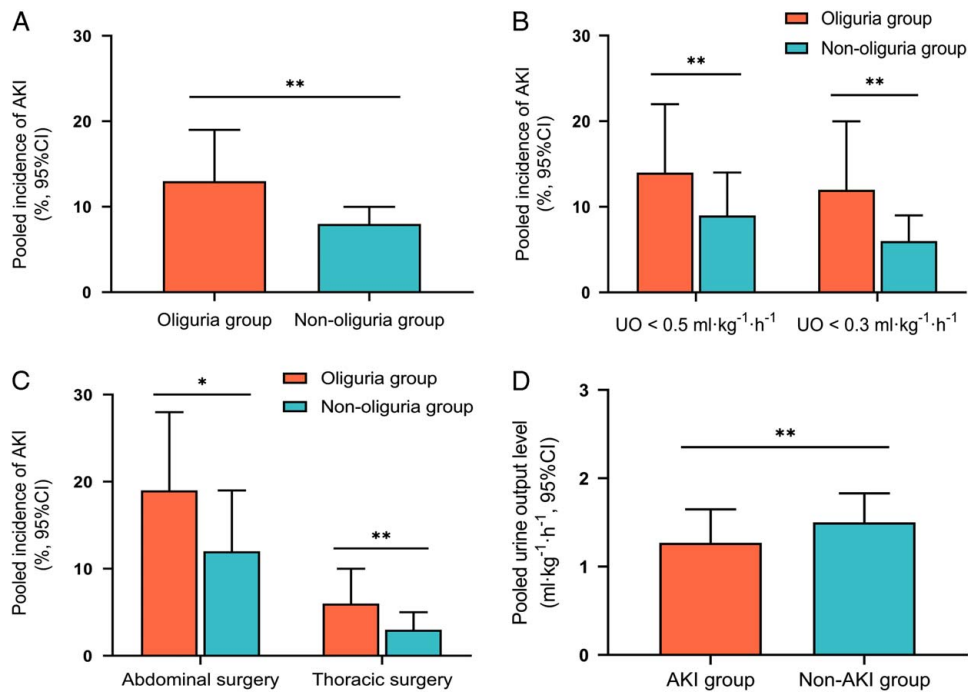 A
Pooled incidence of AKI
(%, 95%CI)
30
20
10
0
**
Oliguria group
Non-oliguria group
B
Oliguria group
Non-oliguria group
Pooled incidence of AKI
(%, 95%CI)
30
20
10
0
**
**
UO < 0.5 ml·kg⁻¹·h⁻¹
UO < 0.3 ml·kg⁻¹·h⁻¹
C
Oliguria group
Non-oliguria group
Pooled incidence of AKI
(%, 95%CI)
30
20
10
0
*
**
Abdominal surgery
Thoracic surgery
D
Pooled urine output level
(ml·kg⁻¹·h⁻¹, 95%CI)
3
2
1
0
**
AKI group
Non-AKI group